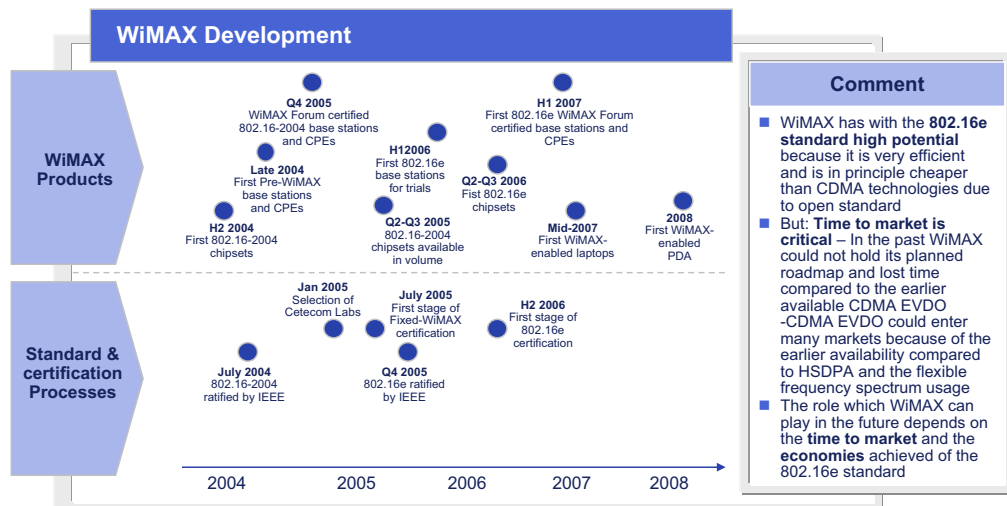 WiMAX Development
WiMAX
Products
Q4 2005
WiMAX Forum certified
802.16-2004 base stations
and CPEs
Late 2004
First Pre-WiMAX
base stations
and CPEs
H2 2004
First 802.16-2004
chipsets
H12006
First 802.16e
base stations
for trials
Q2-Q3 2005
802.16-2004
chipsets available
in volume
H1 2007
First 802.16e WiMAX Forum
certified base stations and
CPEs
Q2-Q3 2006
Fist 802.16e
chipsets
Mid-2007
First WiMAX-
enabled laptops
2008
First WiMAX-
enabled
PDA
Standard &
certification
Processes
Jan 2005
Selection of
Cetecom Labs
July 2005
First stage of
Fixed-WiMAX
certification
H2 2006
First stage of
802.16e
certification
July 2004
802.16-2004
ratified by IEEE
Q4 2005
802.16e ratified
by IEEE
2004
2005
2006
2007
2008
Comment
WiMAX has with the 802.16e
standard high potential
because it is very efficient
and is in principle cheaper
than CDMA technologies due
to open standard
But: Time to market is
critical – In the past WiMAX
could not hold its planned
roadmap and lost time
compared to the earlier
available CDMA EVDO
-CDMA EVDO could enter
many markets because of the
earlier availability compared
to HSDPA and the flexible
frequency spectrum usage
The role which WiMAX can
play in the future depends on
the time to market and the
economies achieved of the
802.16e standard